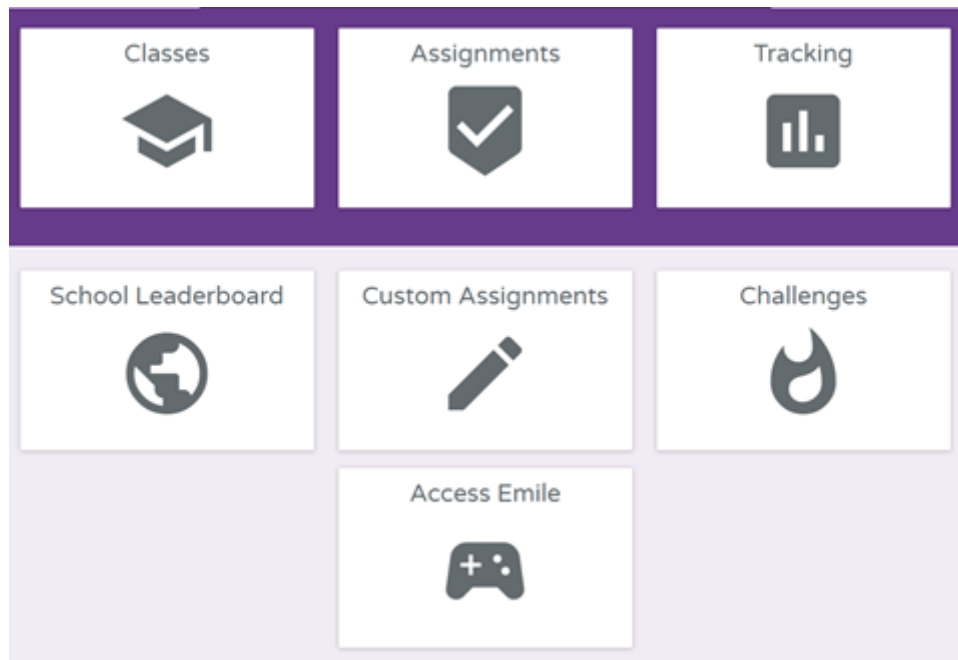 Classes
Assignments
Tracking
School Leaderboard
Custom Assignments
Challenges
Access Emile